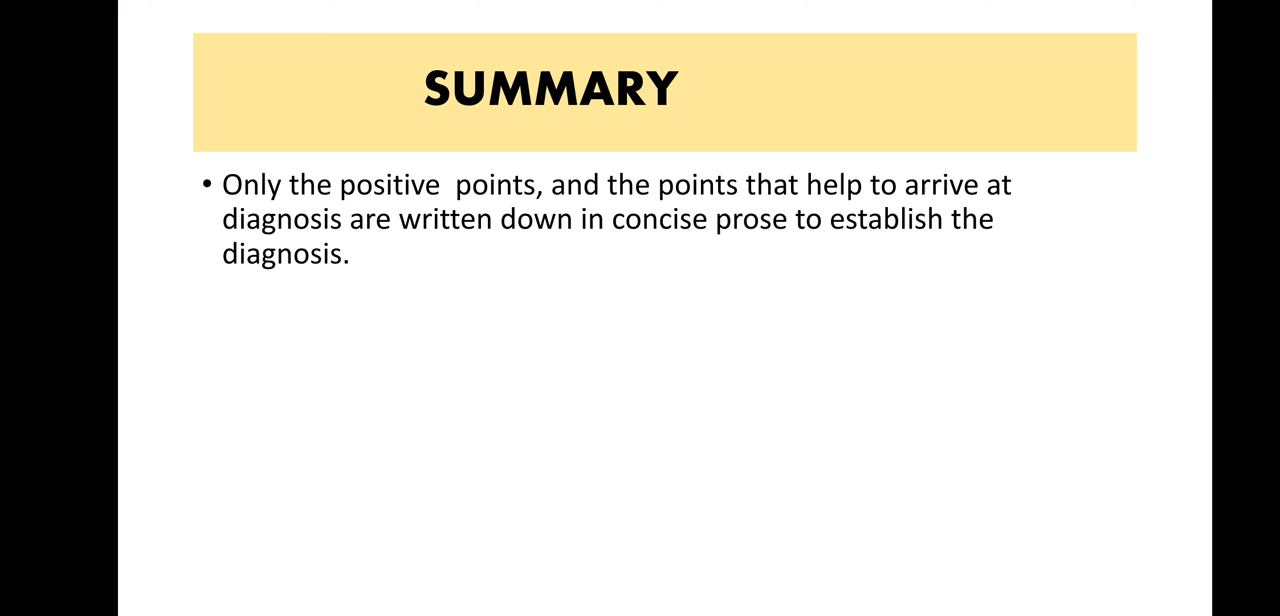 SUMMARY
• Only the positive  points, and the points that help to arrive at
diagnosis are written down in concise prose to establish the
diagnosis.